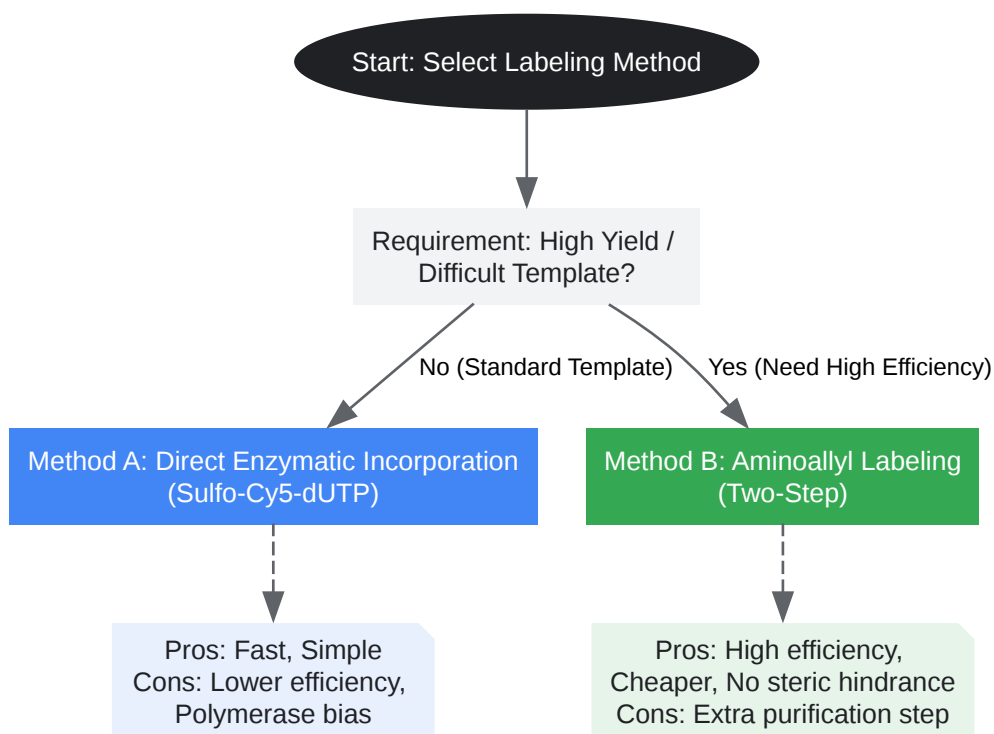 Start: Select Labeling Method
Requirement: High Yield /
Difficult Template?
No (Standard Template)
Yes (Need High Efficiency)
Method A: Direct Enzymatic Incorporation
(Sulfo-Cy5-dUTP)
Method B: Aminoallyl Labeling
(Two-Step)
Pros: Fast, Simple
Cons: Lower efficiency,
Polymerase bias
Pros: High efficiency,
Cheaper, No steric hindrance
Cons: Extra purification step